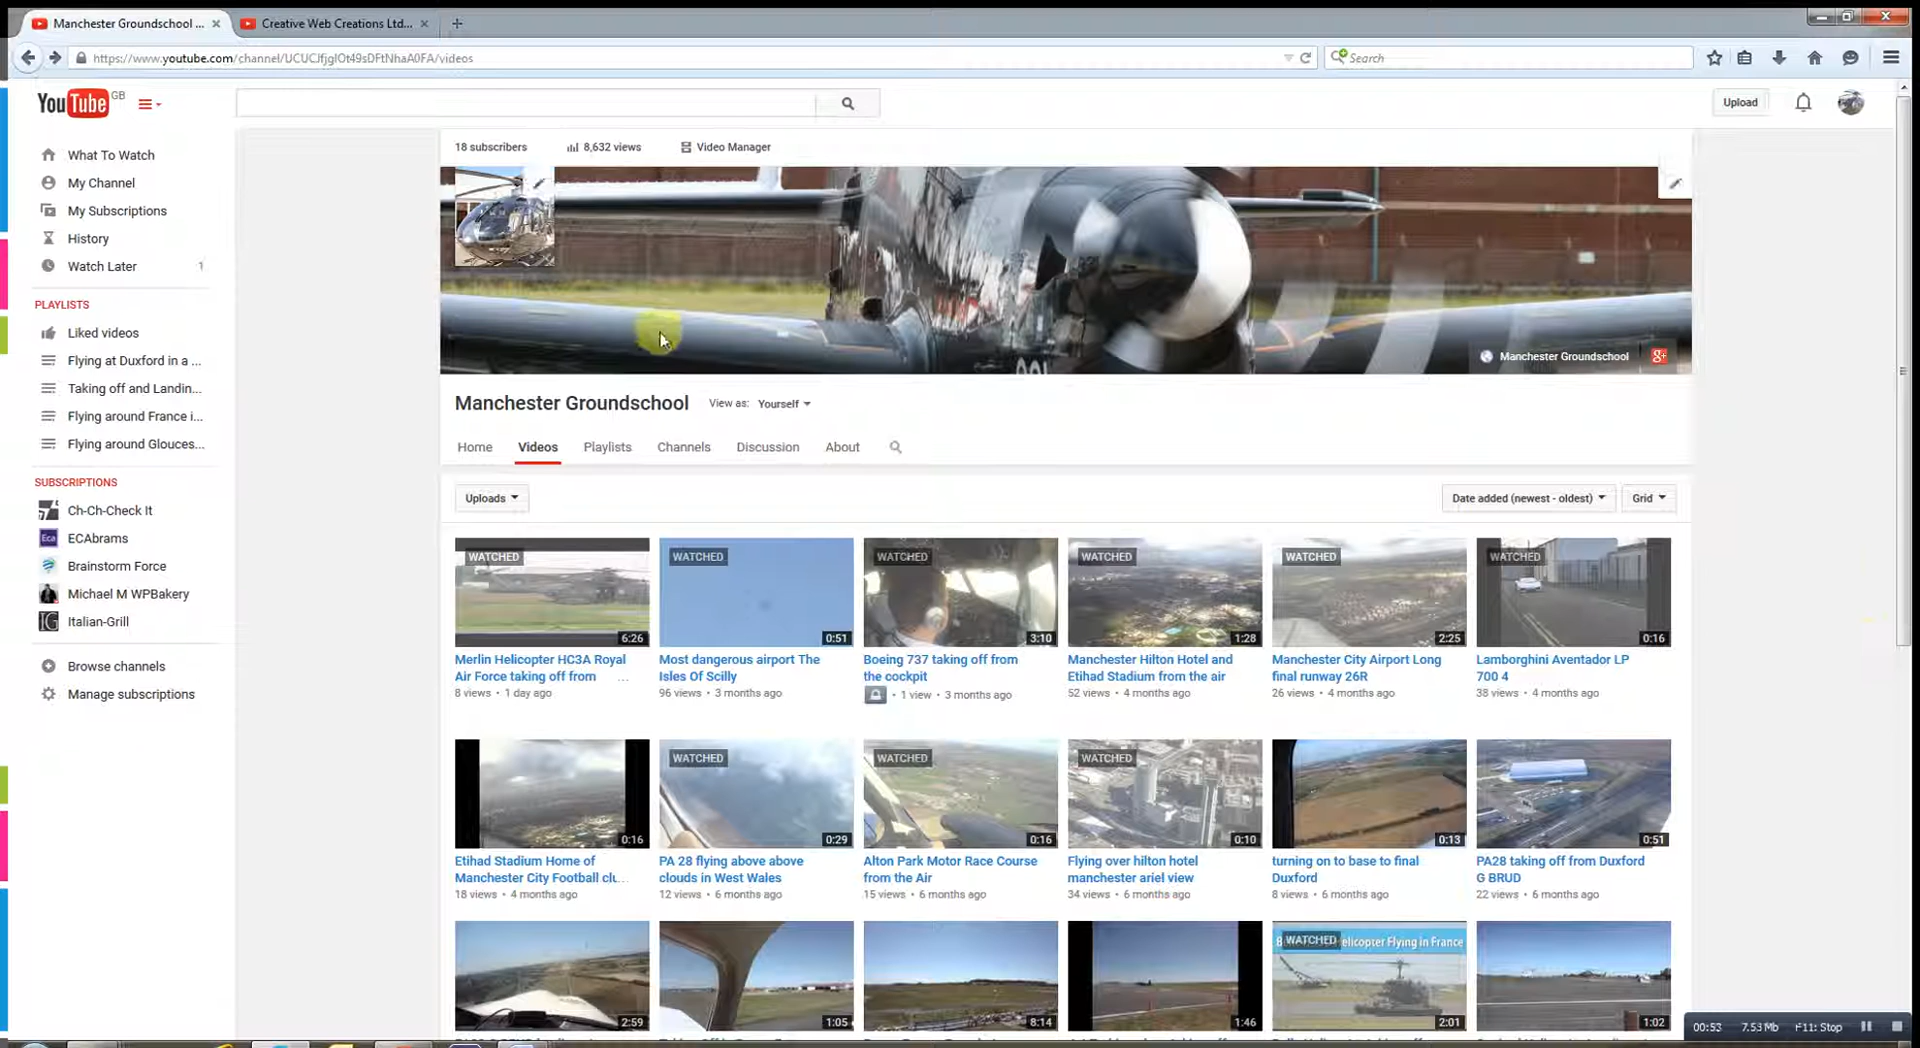 Manchester Groundschool ...
Creative Web Creations Ltd...
https://www.youtube.com/channel/UCUCJfjglOt49sDFtNhaA0FA/videos
Search
YouTube GB
Upload
What To Watch
My Channel
My Subscriptions
History
Watch Later 1
PLAYLISTS
Liked videos
Flying at Duxford in a ...
Taking off and Landin...
Flying around France i...
Flying around Glouces...
SUBSCRIPTIONS
Ch-Ch-Check It
Eca ECAbrams
Brainstorm Force
Michael M WPBakery
IG Italian-Grill
Browse channels
Manage subscriptions
18 subscribers 8,632 views Video Manager
Manchester Groundschool g+
Manchester Groundschool View as: Yourself
Home Videos Playlists Channels Discussion About
Uploads Date added (newest - oldest) Grid
WATCHED WATCHED WATCHED WATCHED WATCHED WATCHED
6:26 0:51 3:10 1:28 2:25 0:16
Merlin Helicopter HC3A Royal
Air Force taking off from ...
8 views • 1 day ago
Most dangerous airport The
Isles Of Scilly
96 views • 3 months ago
Boeing 737 taking off from
the cockpit
• 1 view • 3 months ago
Manchester Hilton Hotel and
Etihad Stadium from the air
52 views • 4 months ago
Manchester City Airport Long
final runway 26R
26 views • 4 months ago
Lamborghini Aventador LP
700 4
38 views • 4 months ago
WATCHED WATCHED WATCHED
0:16 0:29 0:16 0:10 0:13 0:51
Etihad Stadium Home of
Manchester City Football clu...
18 views • 4 months ago
PA 28 flying above above
clouds in West Wales
12 views • 6 months ago
Alton Park Motor Race Course
from the Air
15 views • 6 months ago
Flying over hilton hotel
manchester ariel view
34 views • 6 months ago
turning on to base to final
Duxford
8 views • 6 months ago
PA28 taking off from Duxford
G BRUD
22 views • 6 months ago
WATCHED elicopter Flying in France
2:59 1:05 8:14 1:46 2:01 1:02
00:53 7.53 Mb F11: Stop